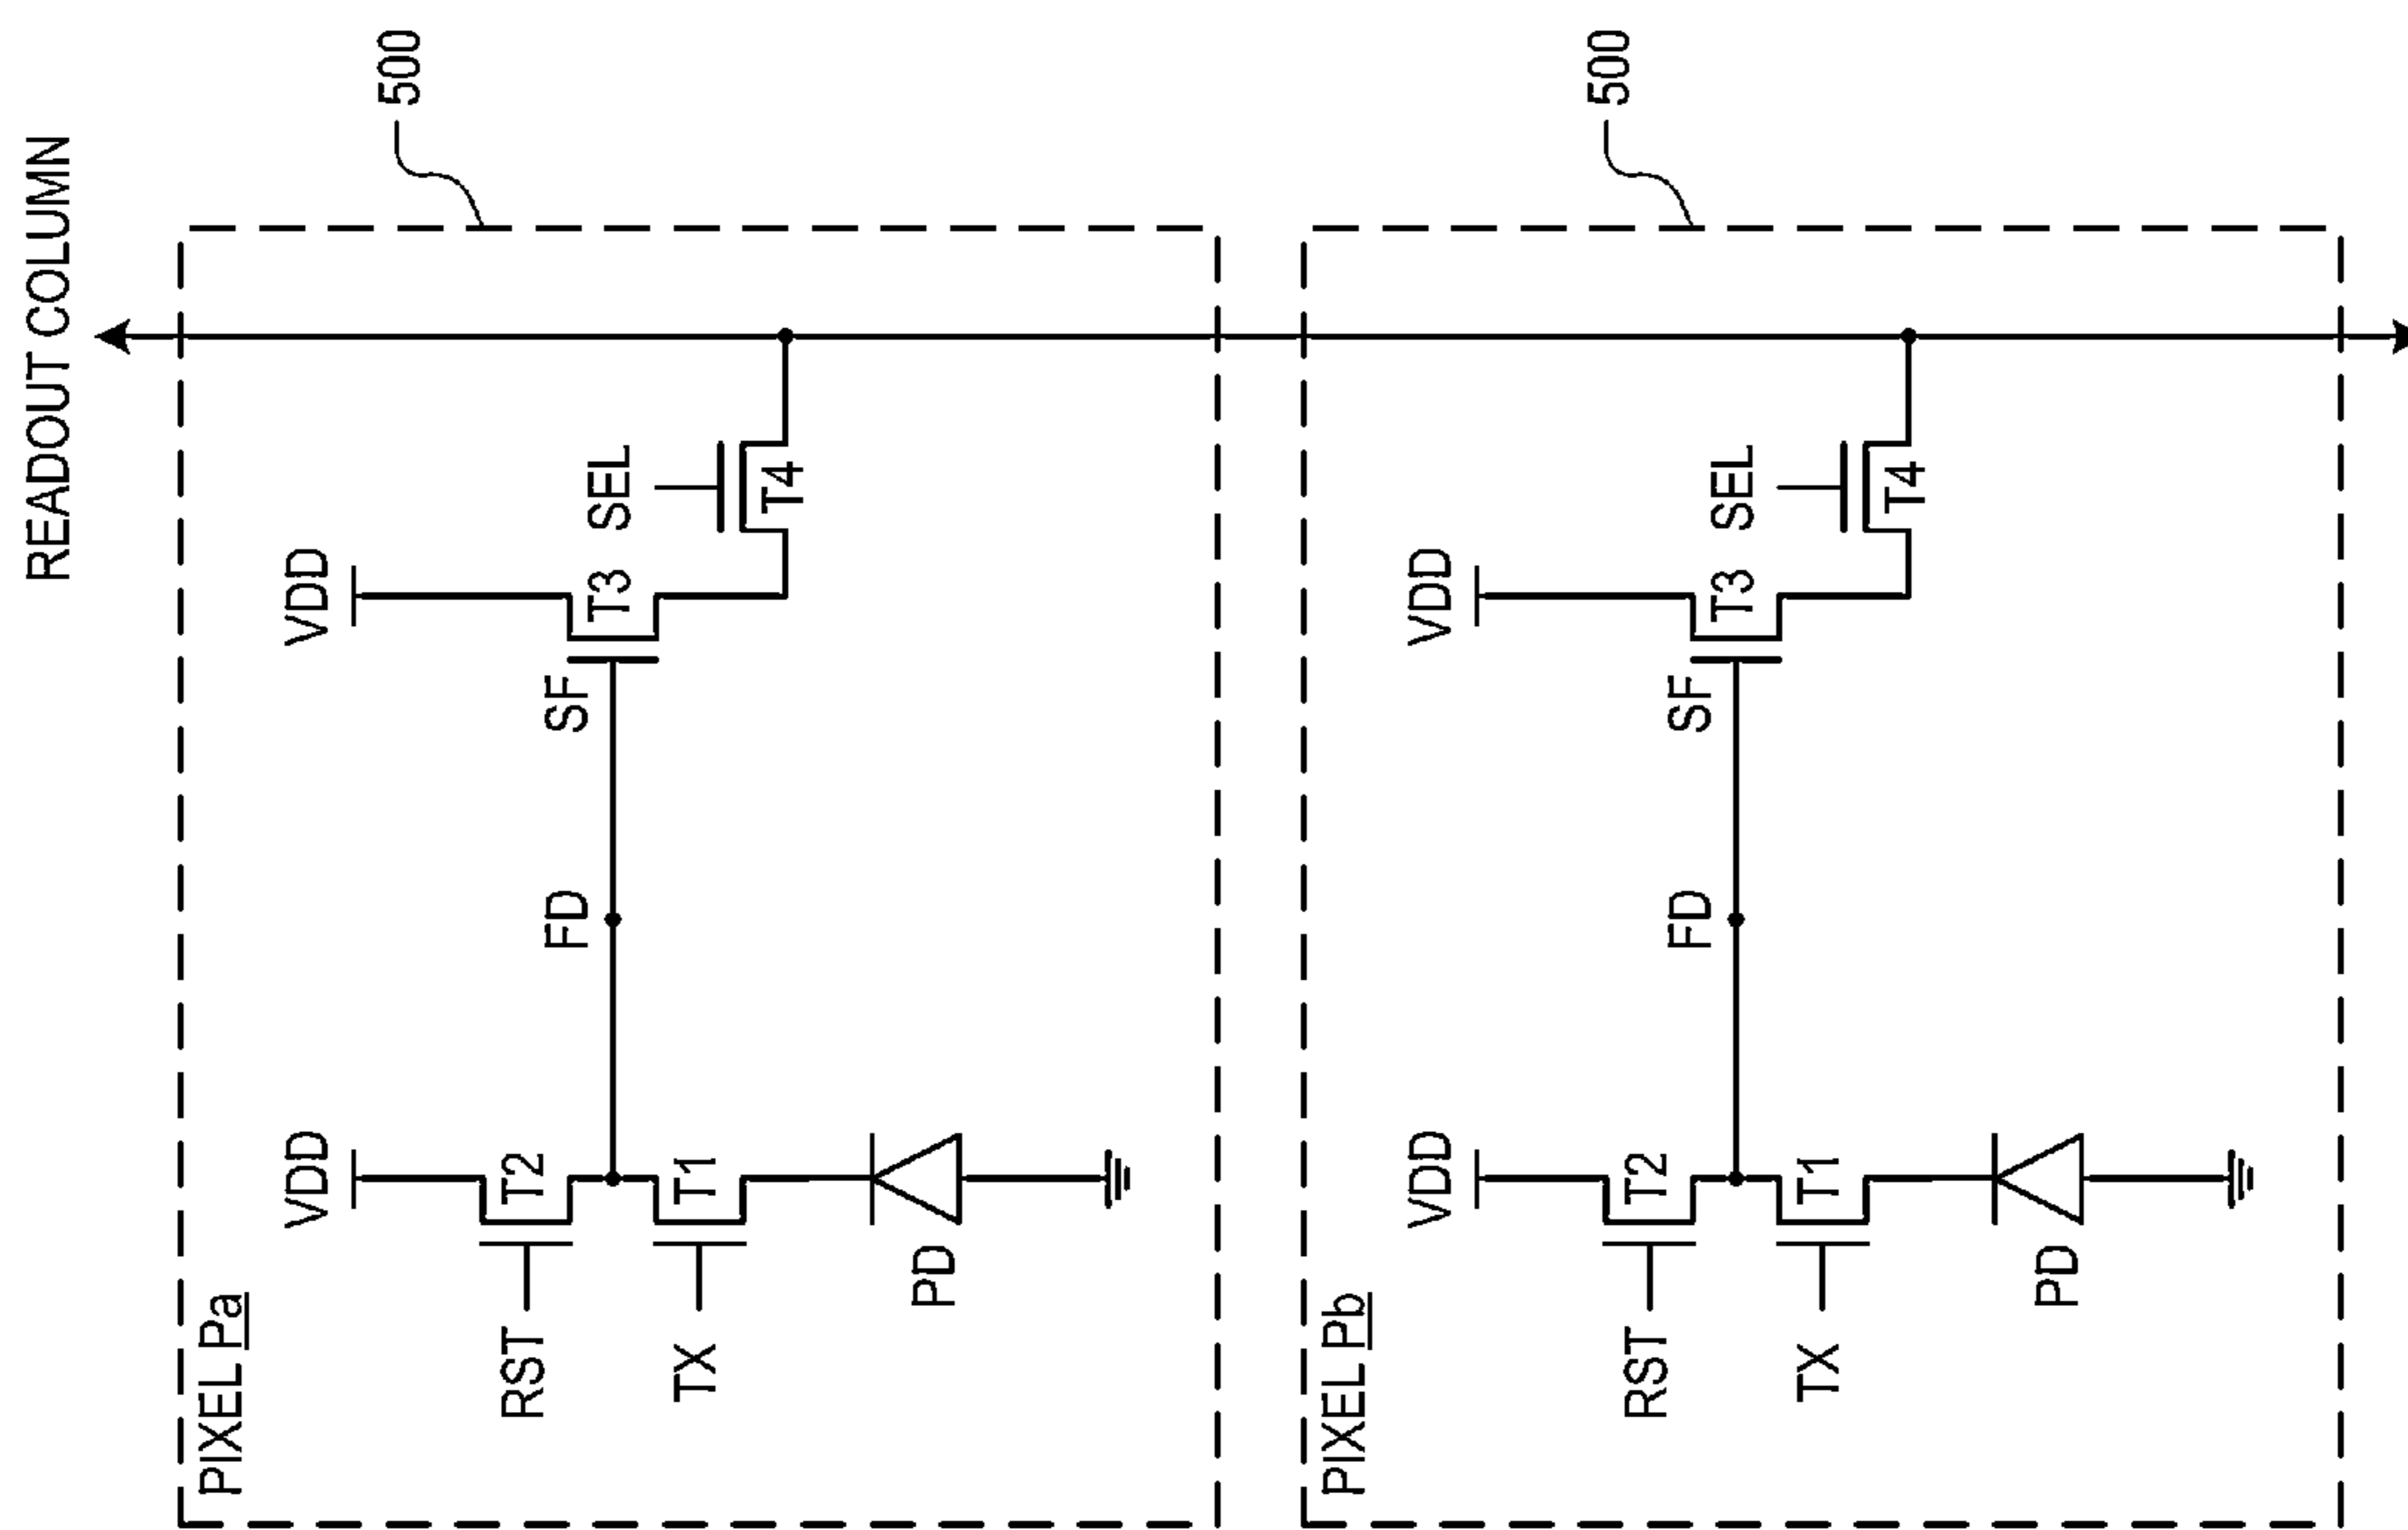 READOUT COLUMN
500
PIXEL Pa
VDD
VDD
RST
T2
TX
T1
FD
SF
T3
SEL
T4
PD
500
PIXEL Pb
VDD
VDD
RST
T2
TX
T1
FD
SF
T3
SEL
T4
PD